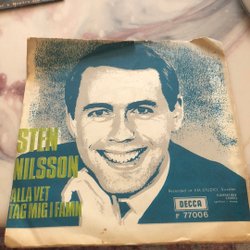 STEN
NILSSON
ALLA VET
TAG MIG I FAMN
DECCA
F 77006